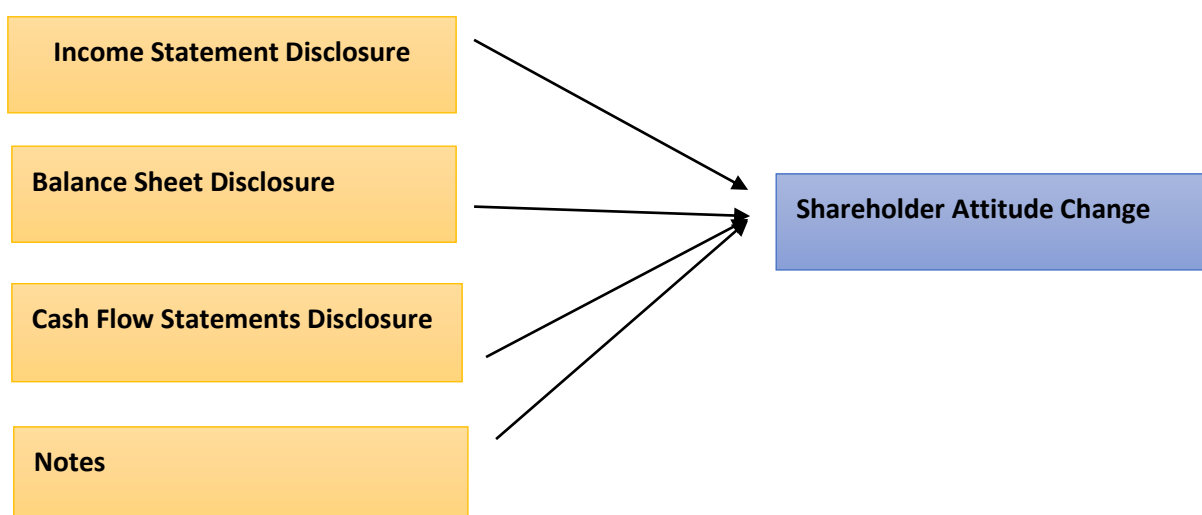 Income Statement Disclosure
Balance Sheet Disclosure
Shareholder Attitude Change
Cash Flow Statements Disclosure
Notes